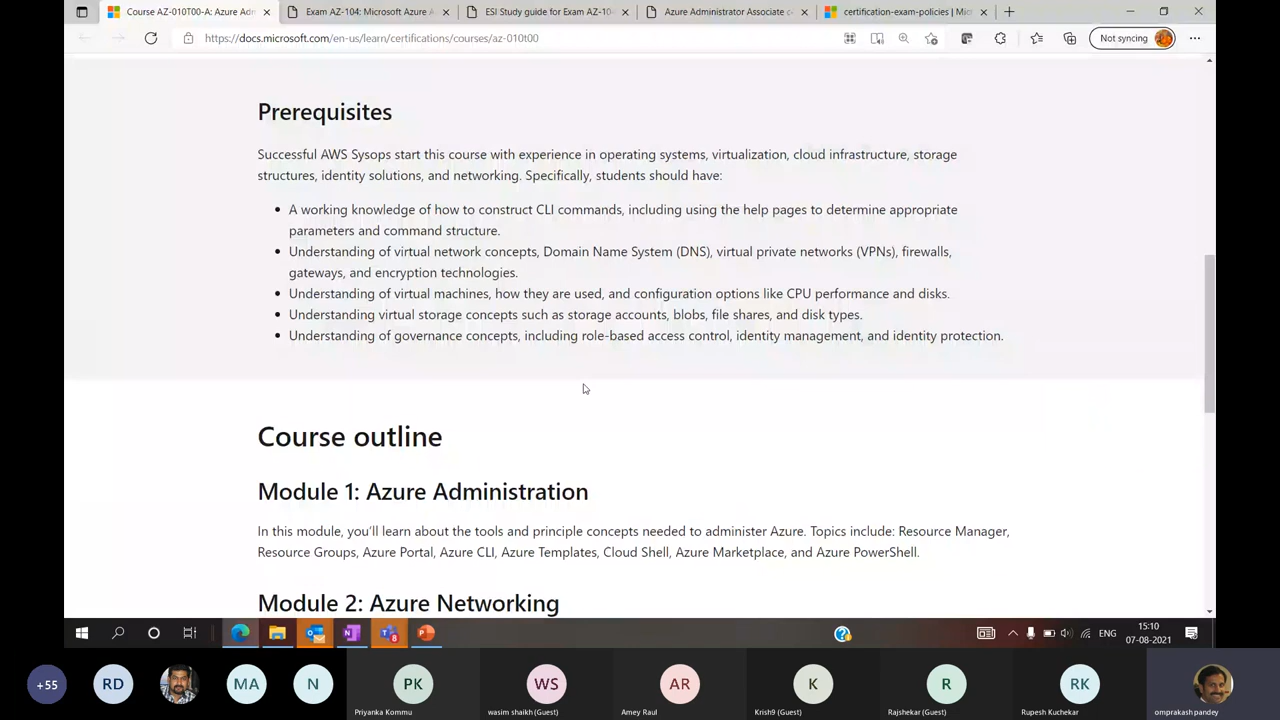 Course AZ-010T00-A: Azure Adm
Exam AZ-104: Microsoft Azure A
ESI Study guide for Exam AZ-10
Azure Administrator Associate c
certification-exam-policies | Mic
https://docs.microsoft.com/en-us/learn/certifications/courses/az-010t00
Not syncing
Prerequisites
Successful AWS Sysops start this course with experience in operating systems, virtualization, cloud infrastructure, storage
structures, identity solutions, and networking. Specifically, students should have:
• A working knowledge of how to construct CLI commands, including using the help pages to determine appropriate
parameters and command structure.
• Understanding of virtual network concepts, Domain Name System (DNS), virtual private networks (VPNs), firewalls,
gateways, and encryption technologies.
• Understanding of virtual machines, how they are used, and configuration options like CPU performance and disks.
• Understanding virtual storage concepts such as storage accounts, blobs, file shares, and disk types.
• Understanding of governance concepts, including role-based access control, identity management, and identity protection.
Course outline
Module 1: Azure Administration
In this module, you'll learn about the tools and principle concepts needed to administer Azure. Topics include: Resource Manager,
Resource Groups, Azure Portal, Azure CLI, Azure Templates, Cloud Shell, Azure Marketplace, and Azure PowerShell.
Module 2: Azure Networking
8
ENG
15:10
07-08-2021
+55
RD
MA
N
PK
WS
AR
K
R
RK
Priyanka Kommu
wasim shaikh (Guest)
Amey Raul
Krish9 (Guest)
Rajshekar (Guest)
Rupesh Kuchekar
omprakash pandey